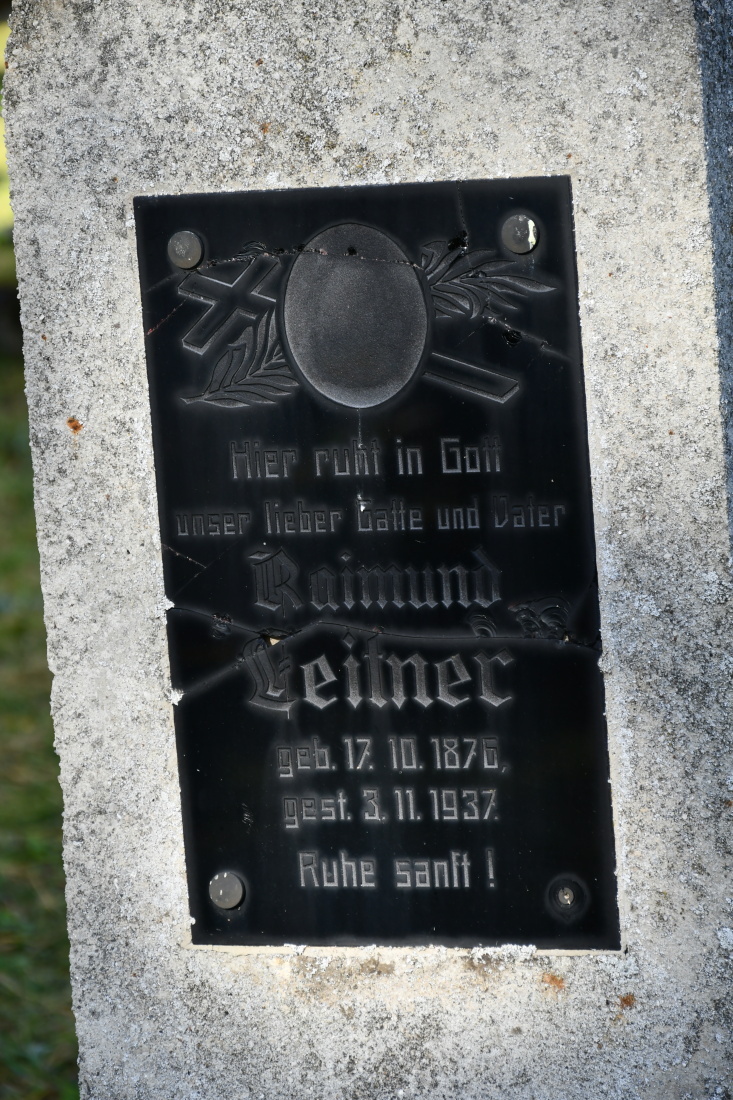 Hier ruht in Gott
unser lieber Gatte und Vater
Raimund
Leitner
geb. 17. 10. 1876,
gest. 3. 11. 1937.
Ruhe sanft !